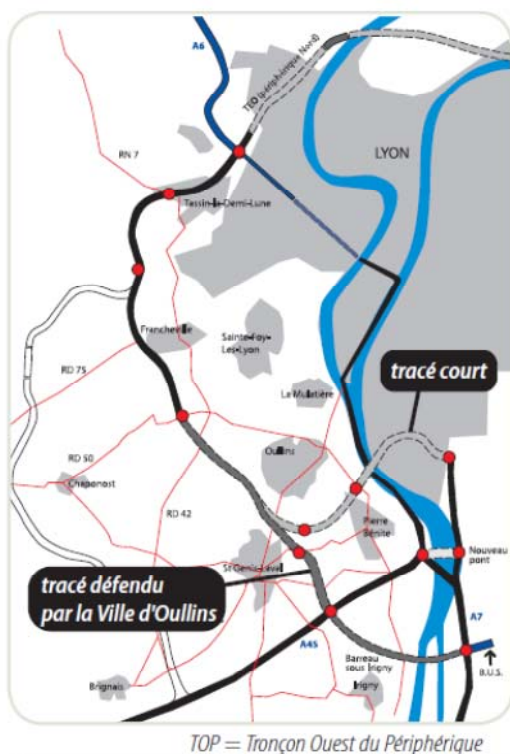 A6
TEO (périphérique Nord)
LYON
RN 7
Tassin-la-Demi-Lune
Francheville
Sainte-Foy-
Les-Lyon
RD 75
tracé court
La Mulatière
RD 50
Oullins
Chaponost
RD 42
Pierre
Bénite
St Genis-Laval
Nouveau
pont
tracé défendu
par la Ville d'Oullins
A7
A45
B.U.S.
Barreau
sous Irigny
Irigny
Brignais
TOP = Tronçon Ouest du Périphérique